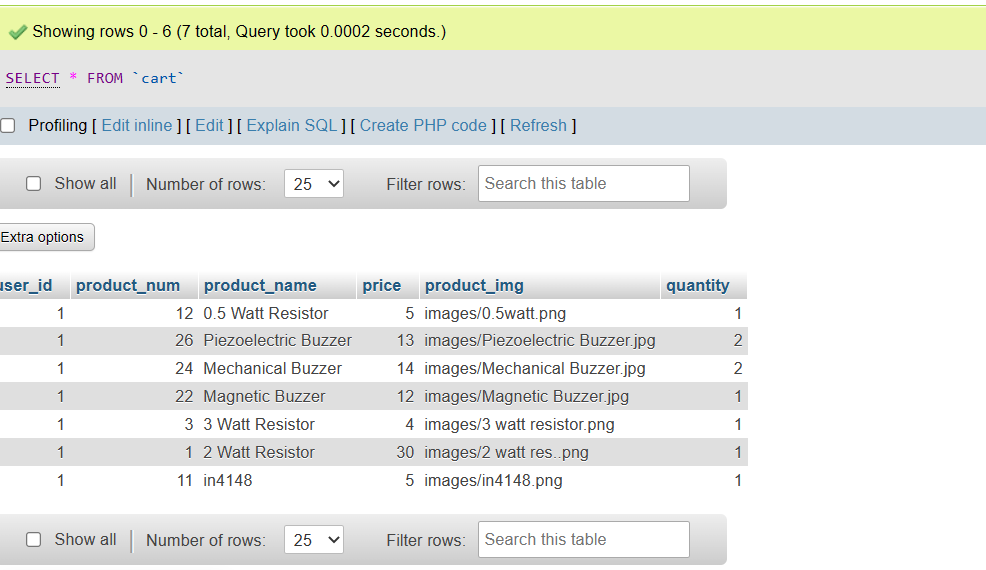 Showing rows 0 - 6 (7 total, Query took 0.0002 seconds.)
SELECT * FROM `cart`
Profiling [ Edit inline ] [ Edit ] [ Explain SQL ] [ Create PHP code ] [ Refresh ]
Show all Number of rows: 25 Filter rows: Search this table
Extra options
user_id product_num product_name price product_img quantity
1 12 0.5 Watt Resistor 5 images/0.5watt.png 1
1 26 Piezoelectric Buzzer 13 images/Piezoelectric Buzzer.jpg 2
1 24 Mechanical Buzzer 14 images/Mechanical Buzzer.jpg 2
1 22 Magnetic Buzzer 12 images/Magnetic Buzzer.jpg 1
1 3 3 Watt Resistor 4 images/3 watt resistor.png 1
1 1 2 Watt Resistor 30 images/2 watt res..png 1
1 11 in4148 5 images/in4148.png 1
Show all Number of rows: 25 Filter rows: Search this table